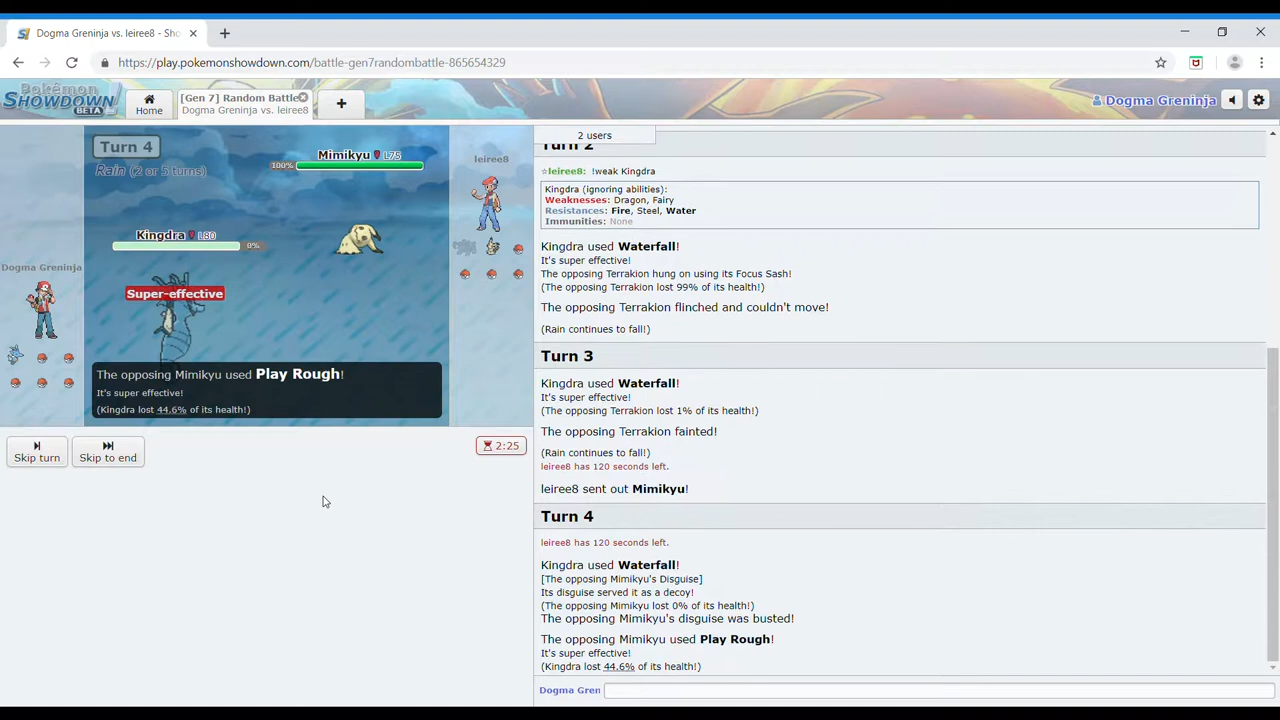 Dogma Greninja vs. leiree8 - Sho
https://play.pokemonshowdown.com/battle-gen7randombattle-865654329
Pokémon
SHOWDOWN
BETA
Home
[Gen 7] Random Battle
Dogma Greninja vs. leiree8
Dogma Greninja
Turn 4
Rain (2 or 5 turns)
Mimikyu L75
100%
leiree8
Kingdra L80
0%
Dogma Greninja
Super-effective
The opposing Mimikyu used Play Rough!
It's super effective!
(Kingdra lost 44.6% of its health!)
Skip turn
Skip to end
2:25
2 users
Turn 2
☆leiree8: !weak Kingdra
Kingdra (ignoring abilities):
Weaknesses: Dragon, Fairy
Resistances: Fire, Steel, Water
Immunities: None
Kingdra used Waterfall!
It's super effective!
The opposing Terrakion hung on using its Focus Sash!
(The opposing Terrakion lost 99% of its health!)
The opposing Terrakion flinched and couldn't move!
(Rain continues to fall!)
Turn 3
Kingdra used Waterfall!
It's super effective!
(The opposing Terrakion lost 1% of its health!)
The opposing Terrakion fainted!
(Rain continues to fall!)
leiree8 has 120 seconds left.
leiree8 sent out Mimikyu!
Turn 4
leiree8 has 120 seconds left.
Kingdra used Waterfall!
[The opposing Mimikyu's Disguise]
Its disguise served it as a decoy!
(The opposing Mimikyu lost 0% of its health!)
The opposing Mimikyu's disguise was busted!
The opposing Mimikyu used Play Rough!
It's super effective!
(Kingdra lost 44.6% of its health!)
Dogma Gren